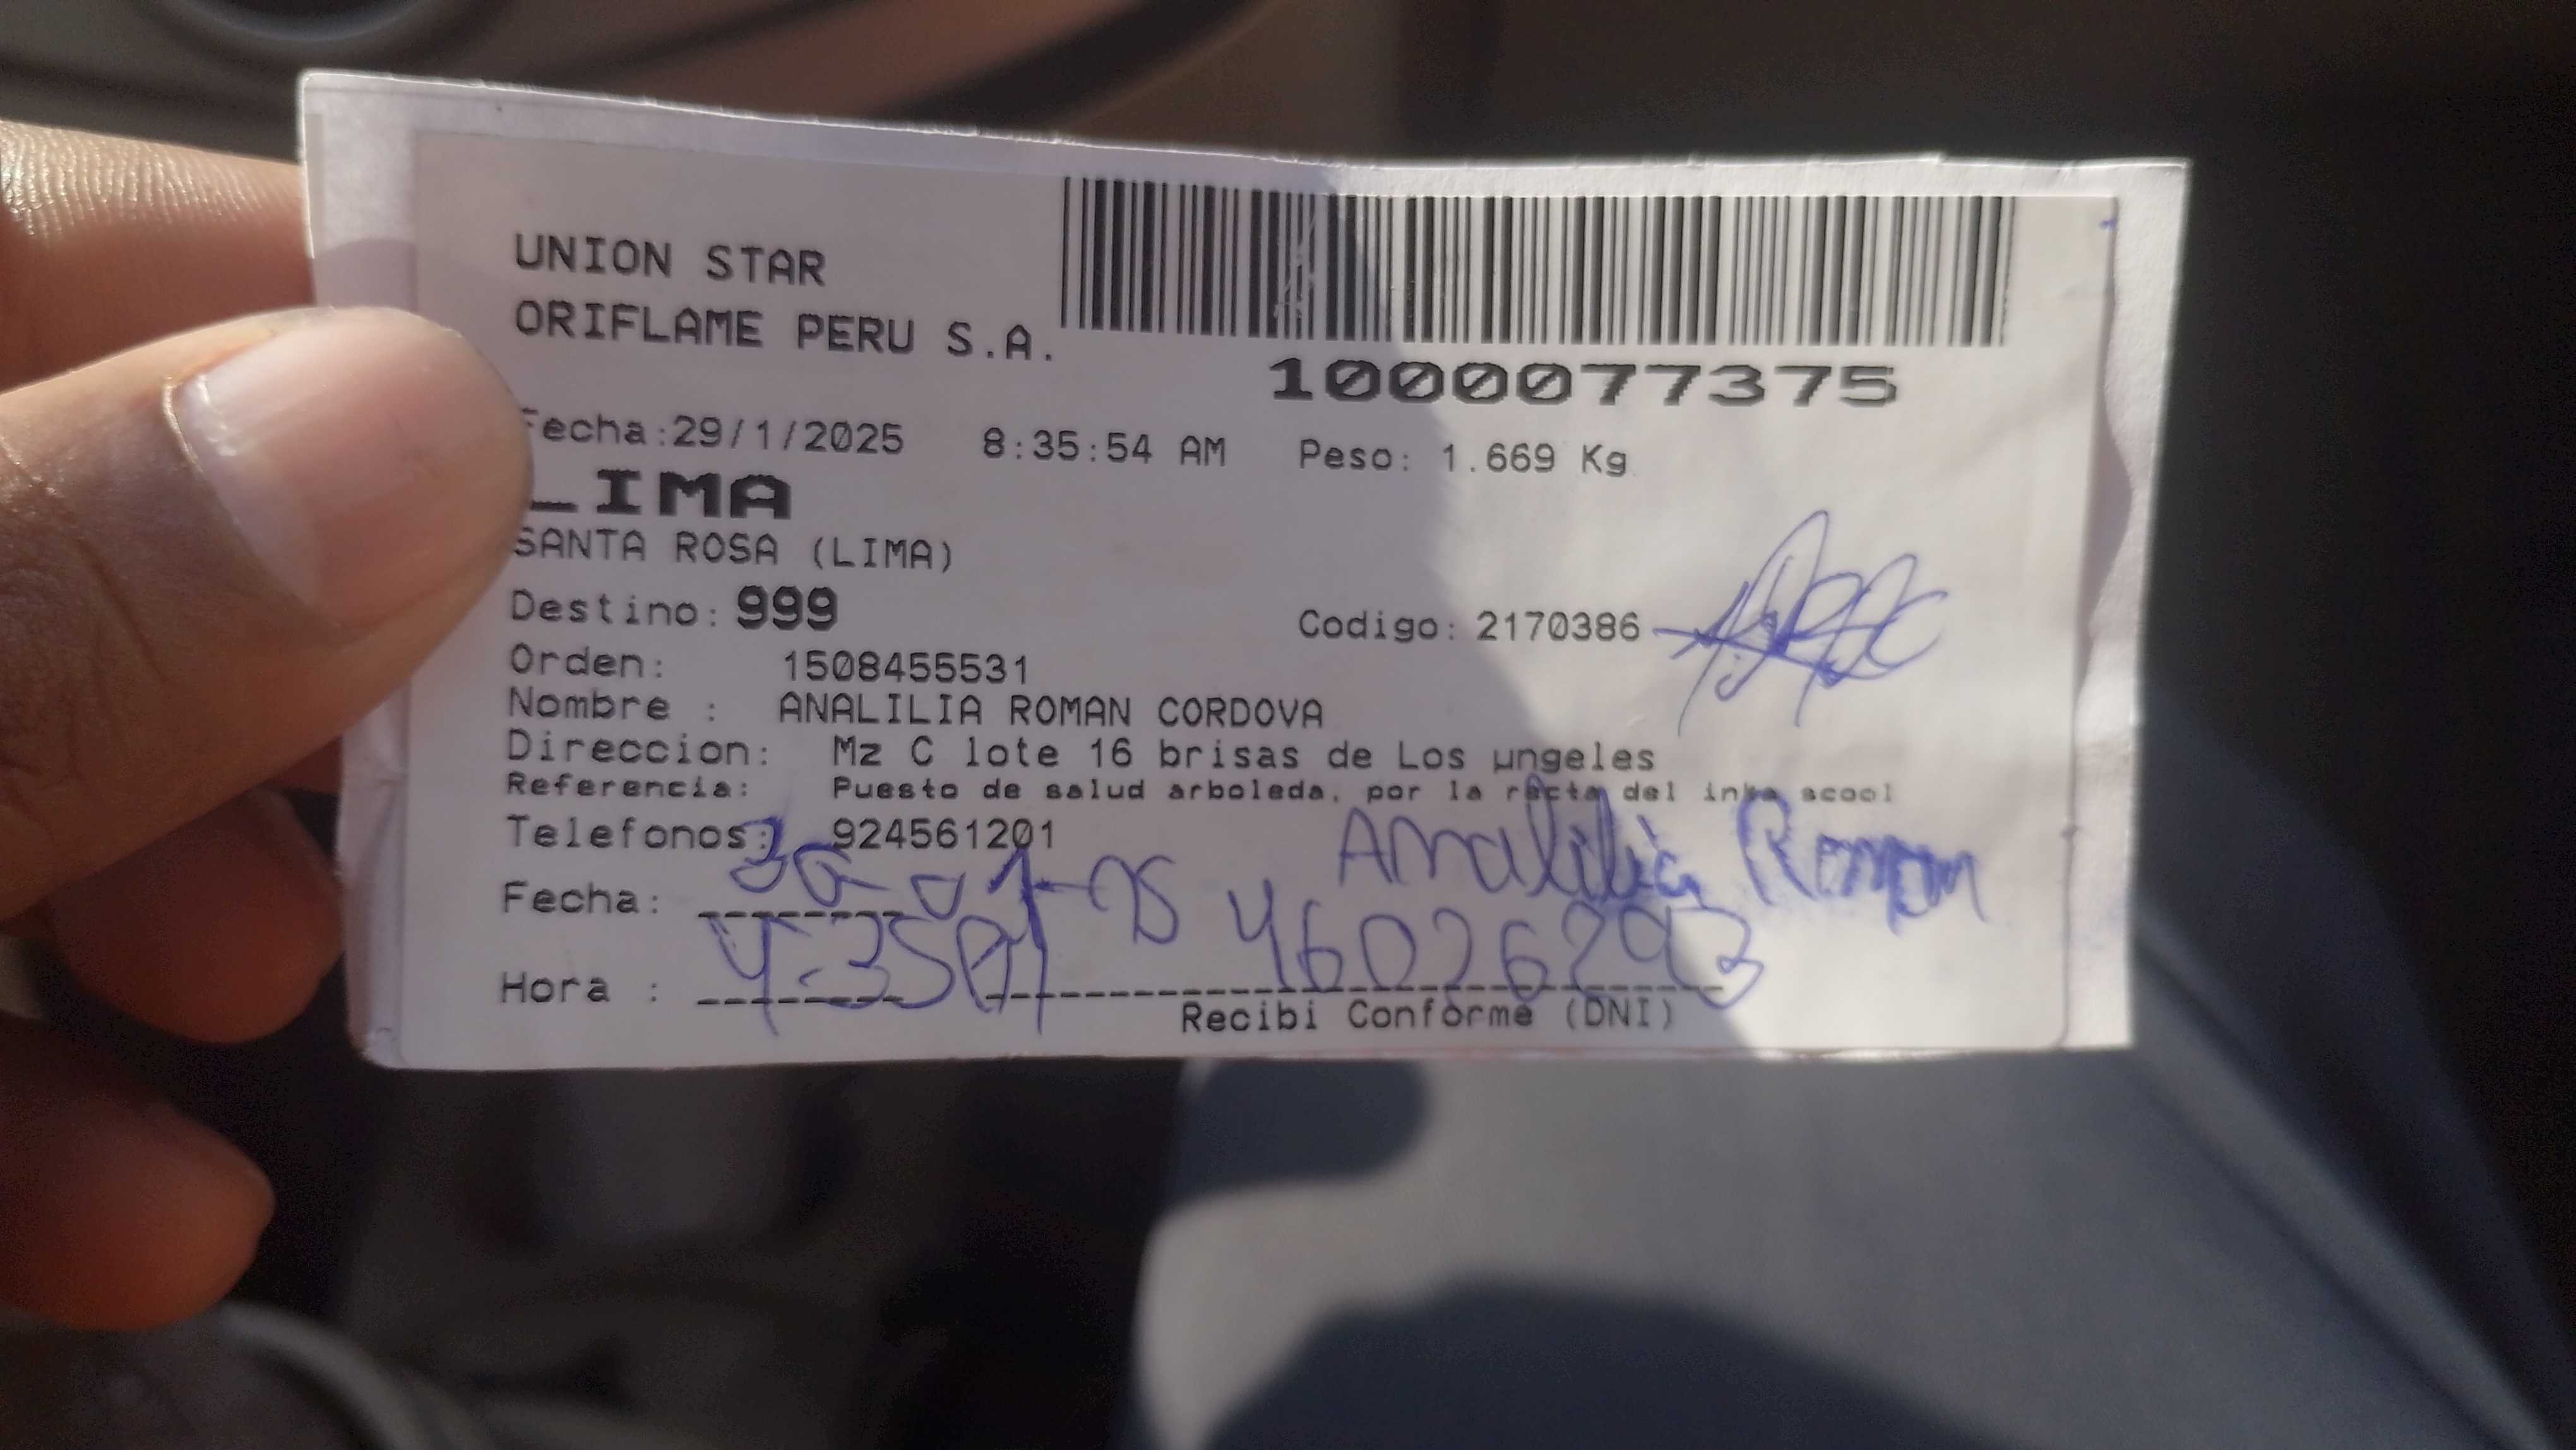 UNION STAR
ORIFLAME PERU S.A.
1000077375
Fecha:29/1/2025 8:35:54 AM Peso: 1.669 Kg
LIMA
SANTA ROSA (LIMA)
Destino: 999
Codigo: 2170386
Orden: 1508455531
Nombre : ANALILIA ROMAN CORDOVA
Direccion: Mz C lote 16 brisas de Los µngeles
Referencia: Puesto de salud arboleda, por la recta del inka scool
Telefonos: 924561201
Analilia Roman
Fecha: 30-01-25
46026293
Hora :
Recibi Conforme (DNI)